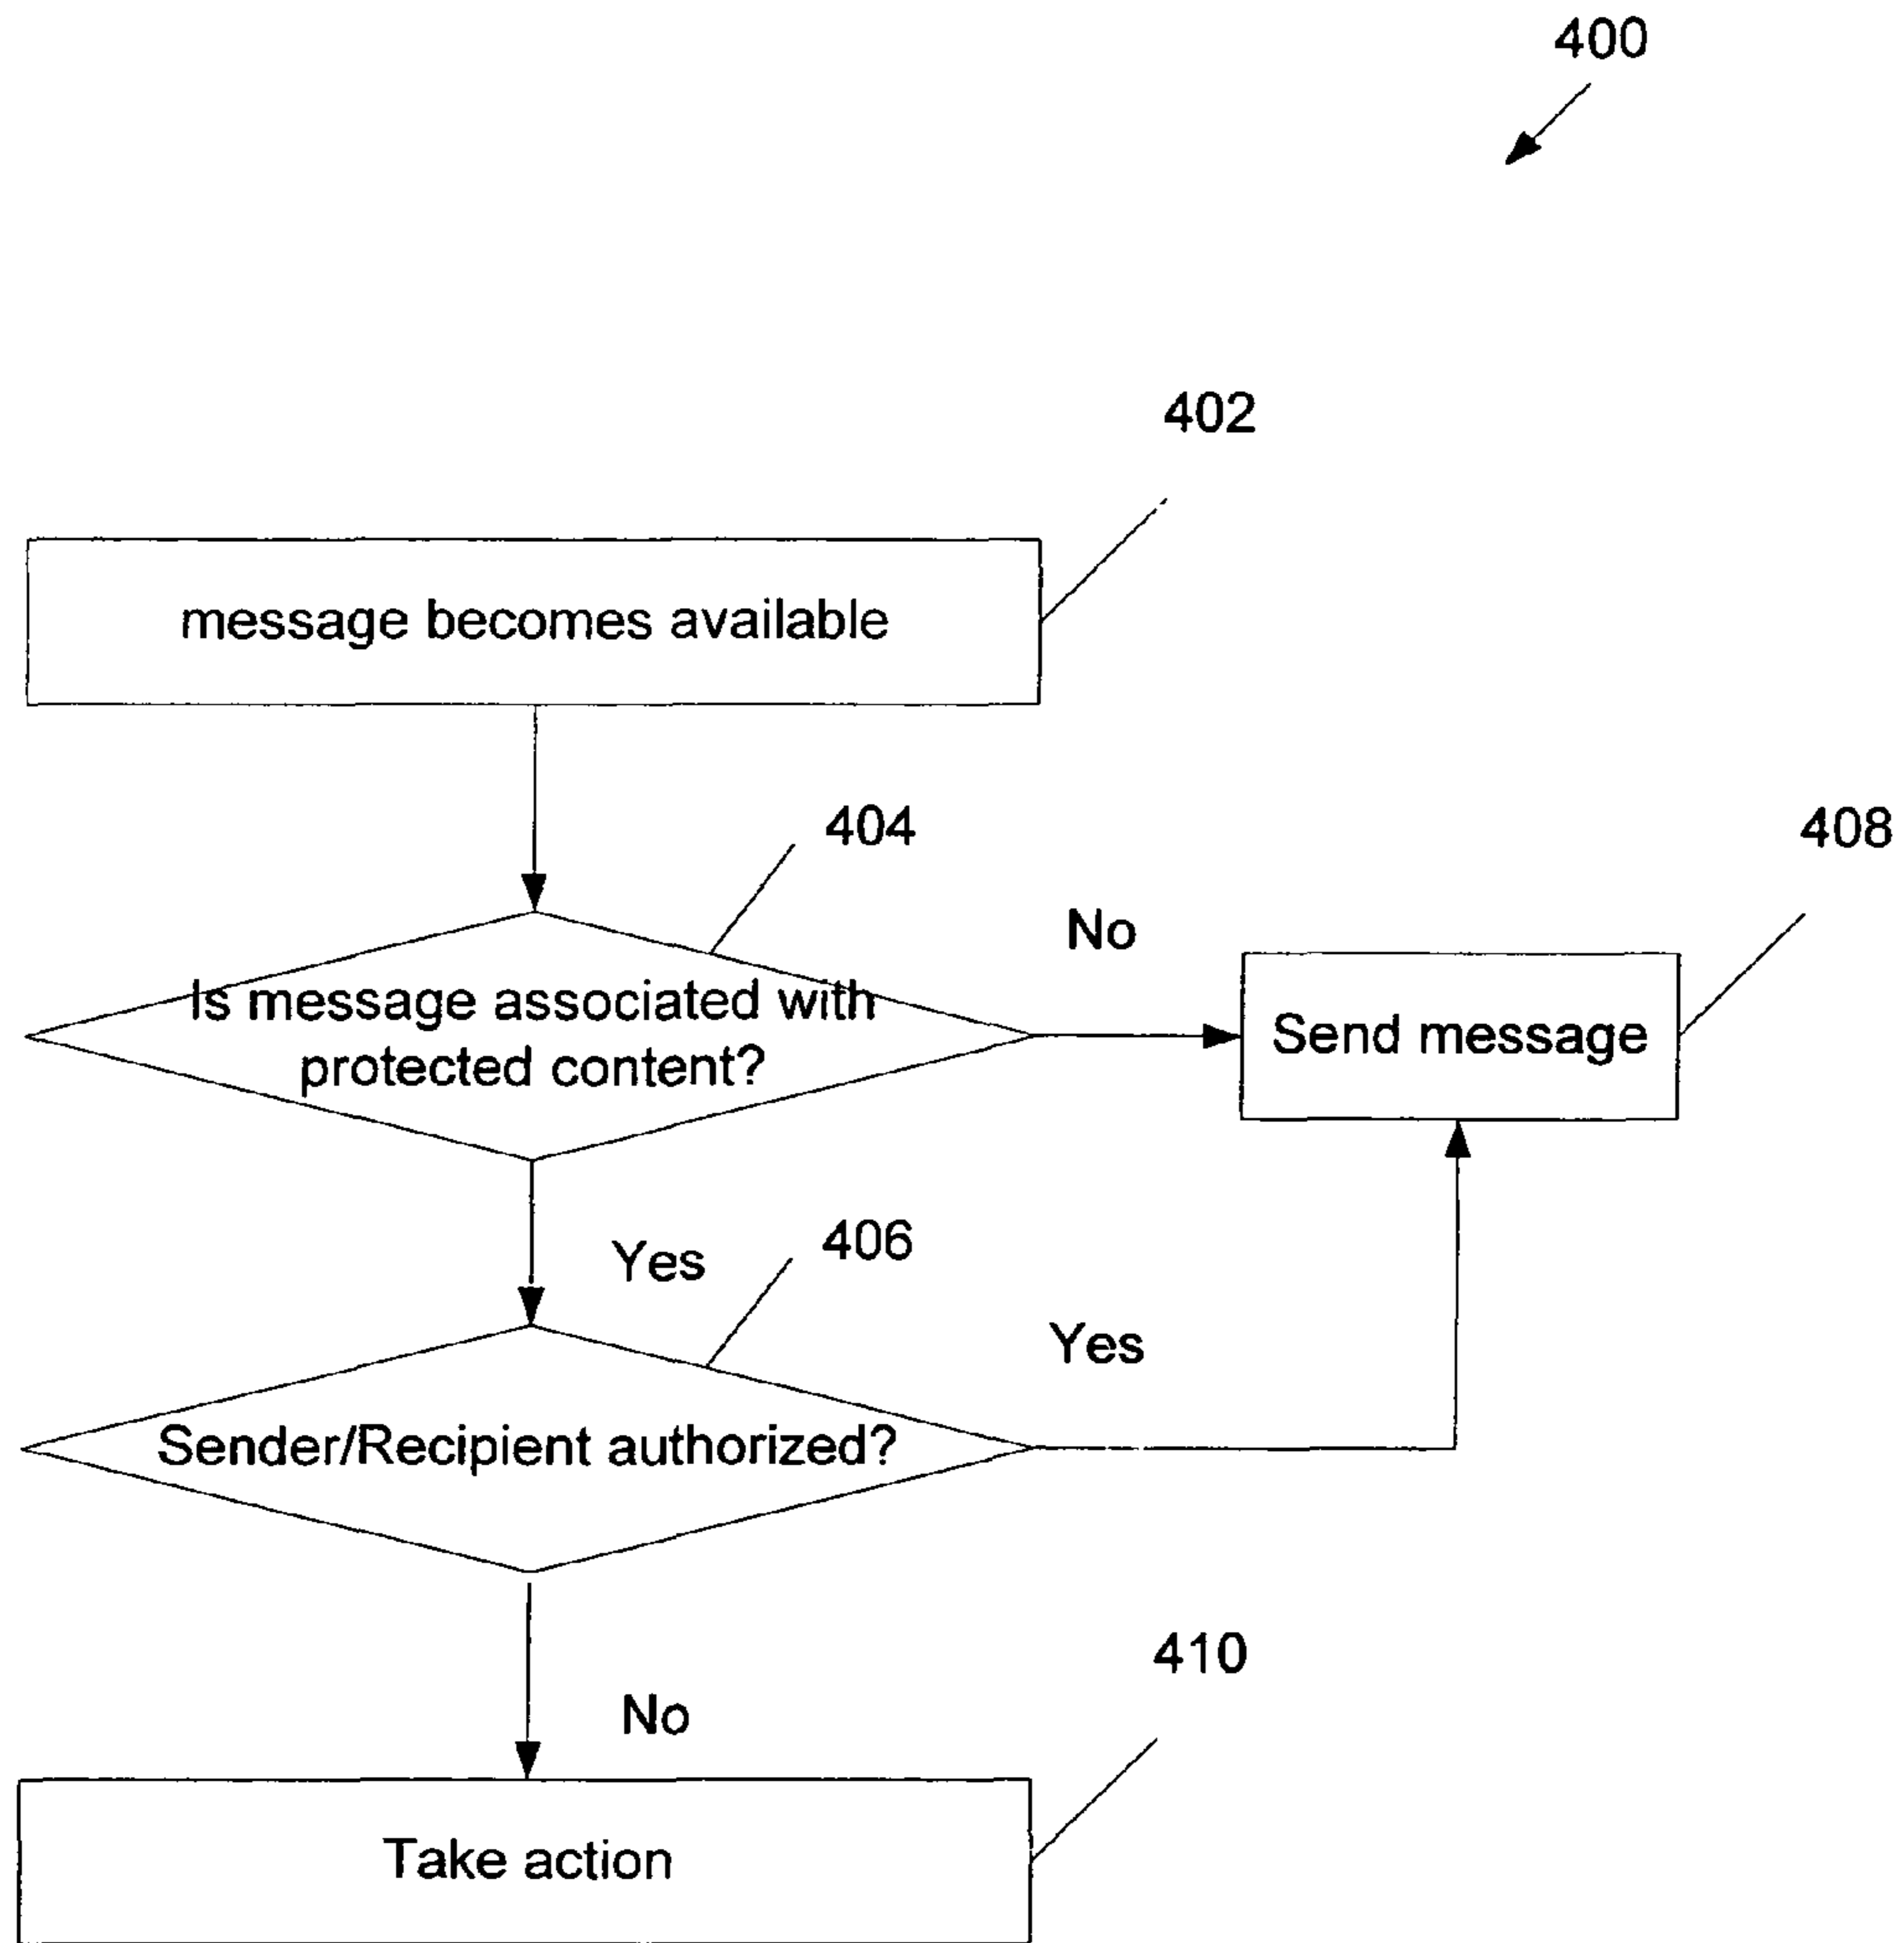 400
402
message becomes available
404
408
No
Is message associated with
protected content?
Send message
406
Yes
Yes
Sender/Recipient authorized?
410
No
Take action